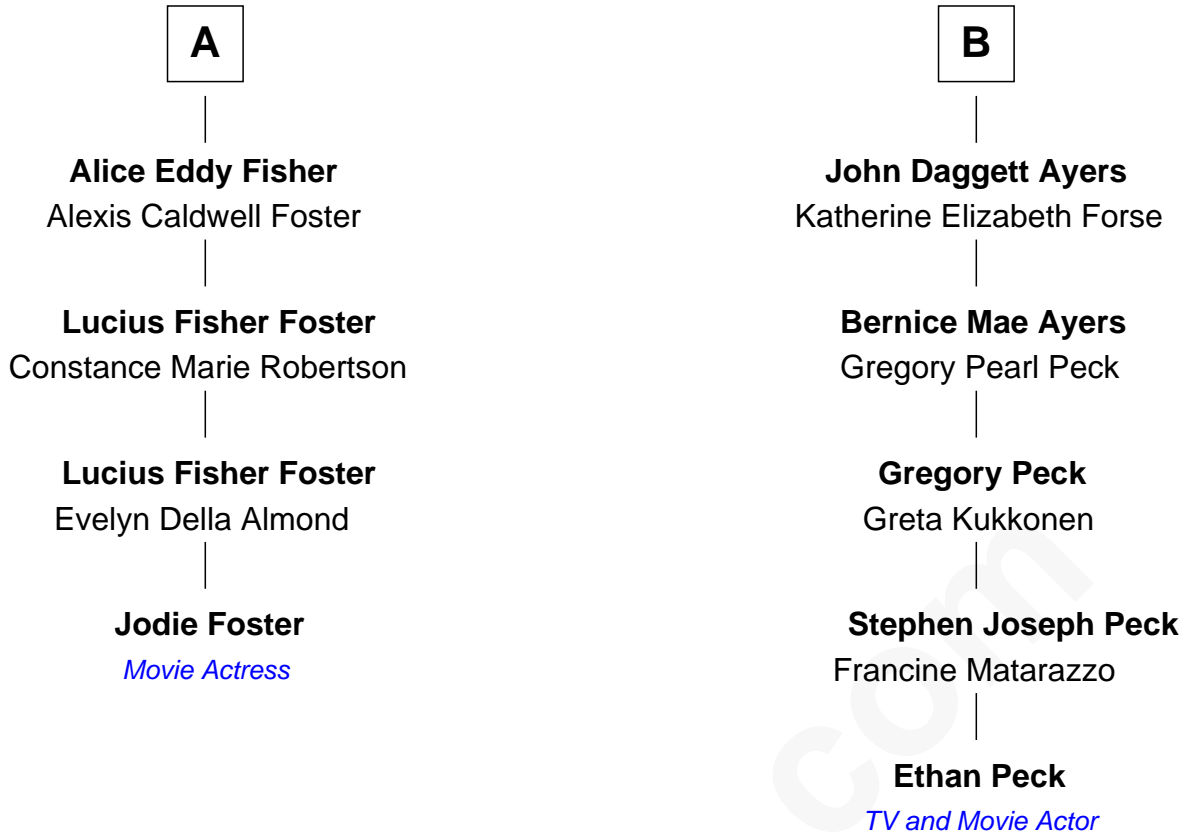 A
Alice Eddy Fisher
Alexis Caldwell Foster
Lucius Fisher Foster
Constance Marie Robertson
Lucius Fisher Foster
Evelyn Della Almond
Jodie Foster
Movie Actress
B
John Daggett Ayers
Katherine Elizabeth Forse
Bernice Mae Ayers
Gregory Pearl Peck
Gregory Peck
Greta Kukkonen
Stephen Joseph Peck
Francine Matarazzo
Ethan Peck
TV and Movie Actor
com